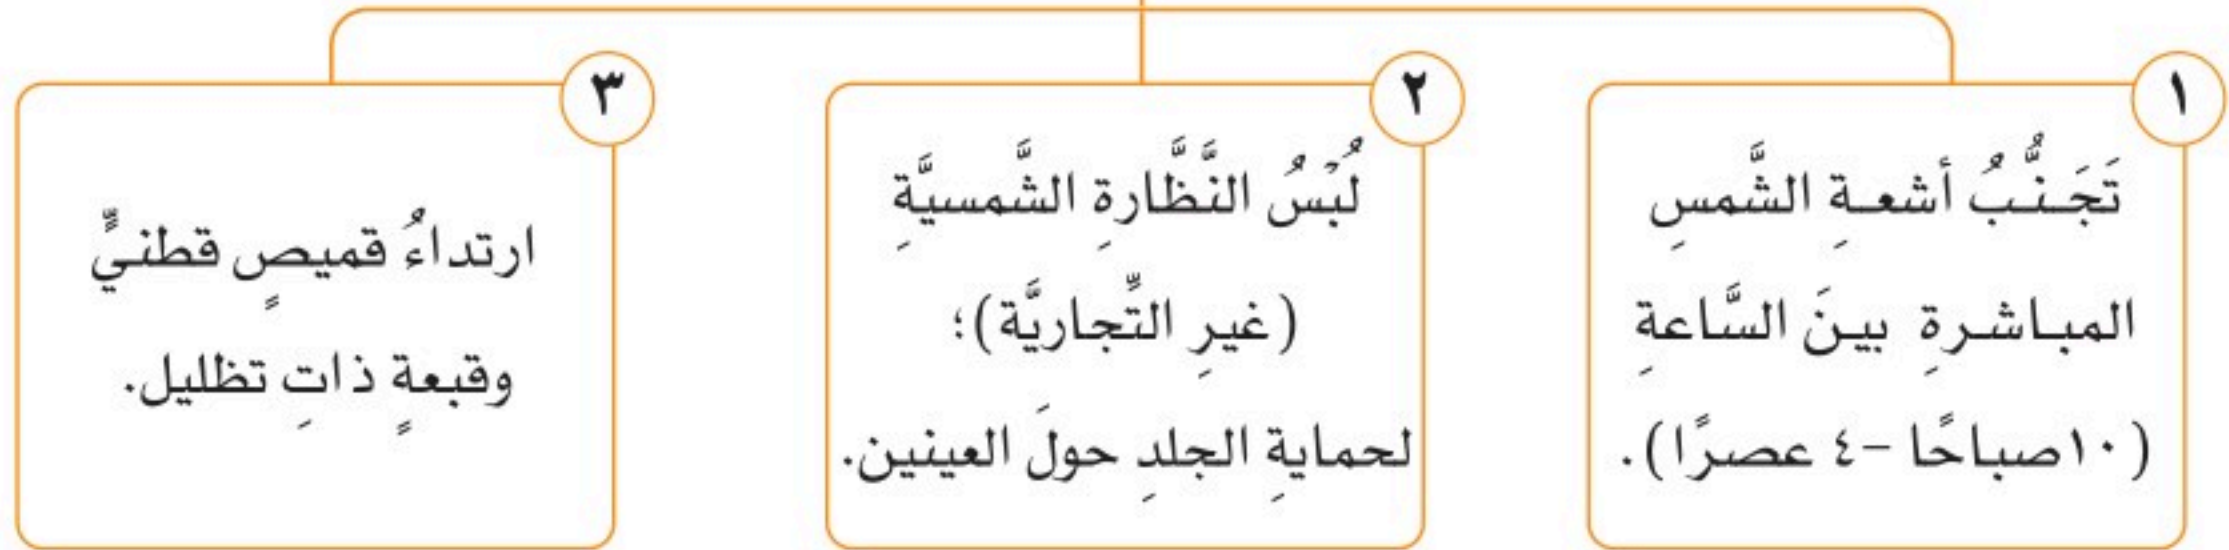 ١
تَجَنُّبُ أشعةِ الشَّمسِ
المباشرةِ بينَ السَّاعةِ
(١٠صباحًا -٤ عصرًا).
٢
لُبْسُ النَّظَّارةِ الشَّمسيَّةِ
(غيرِ التِّجاريَّة)؛
لحمايةِ الجلدِ حولَ العينين.
٣
ارتداءُ قميصٍ قطنيٍّ
وقبعةٍ ذاتِ تظليل.